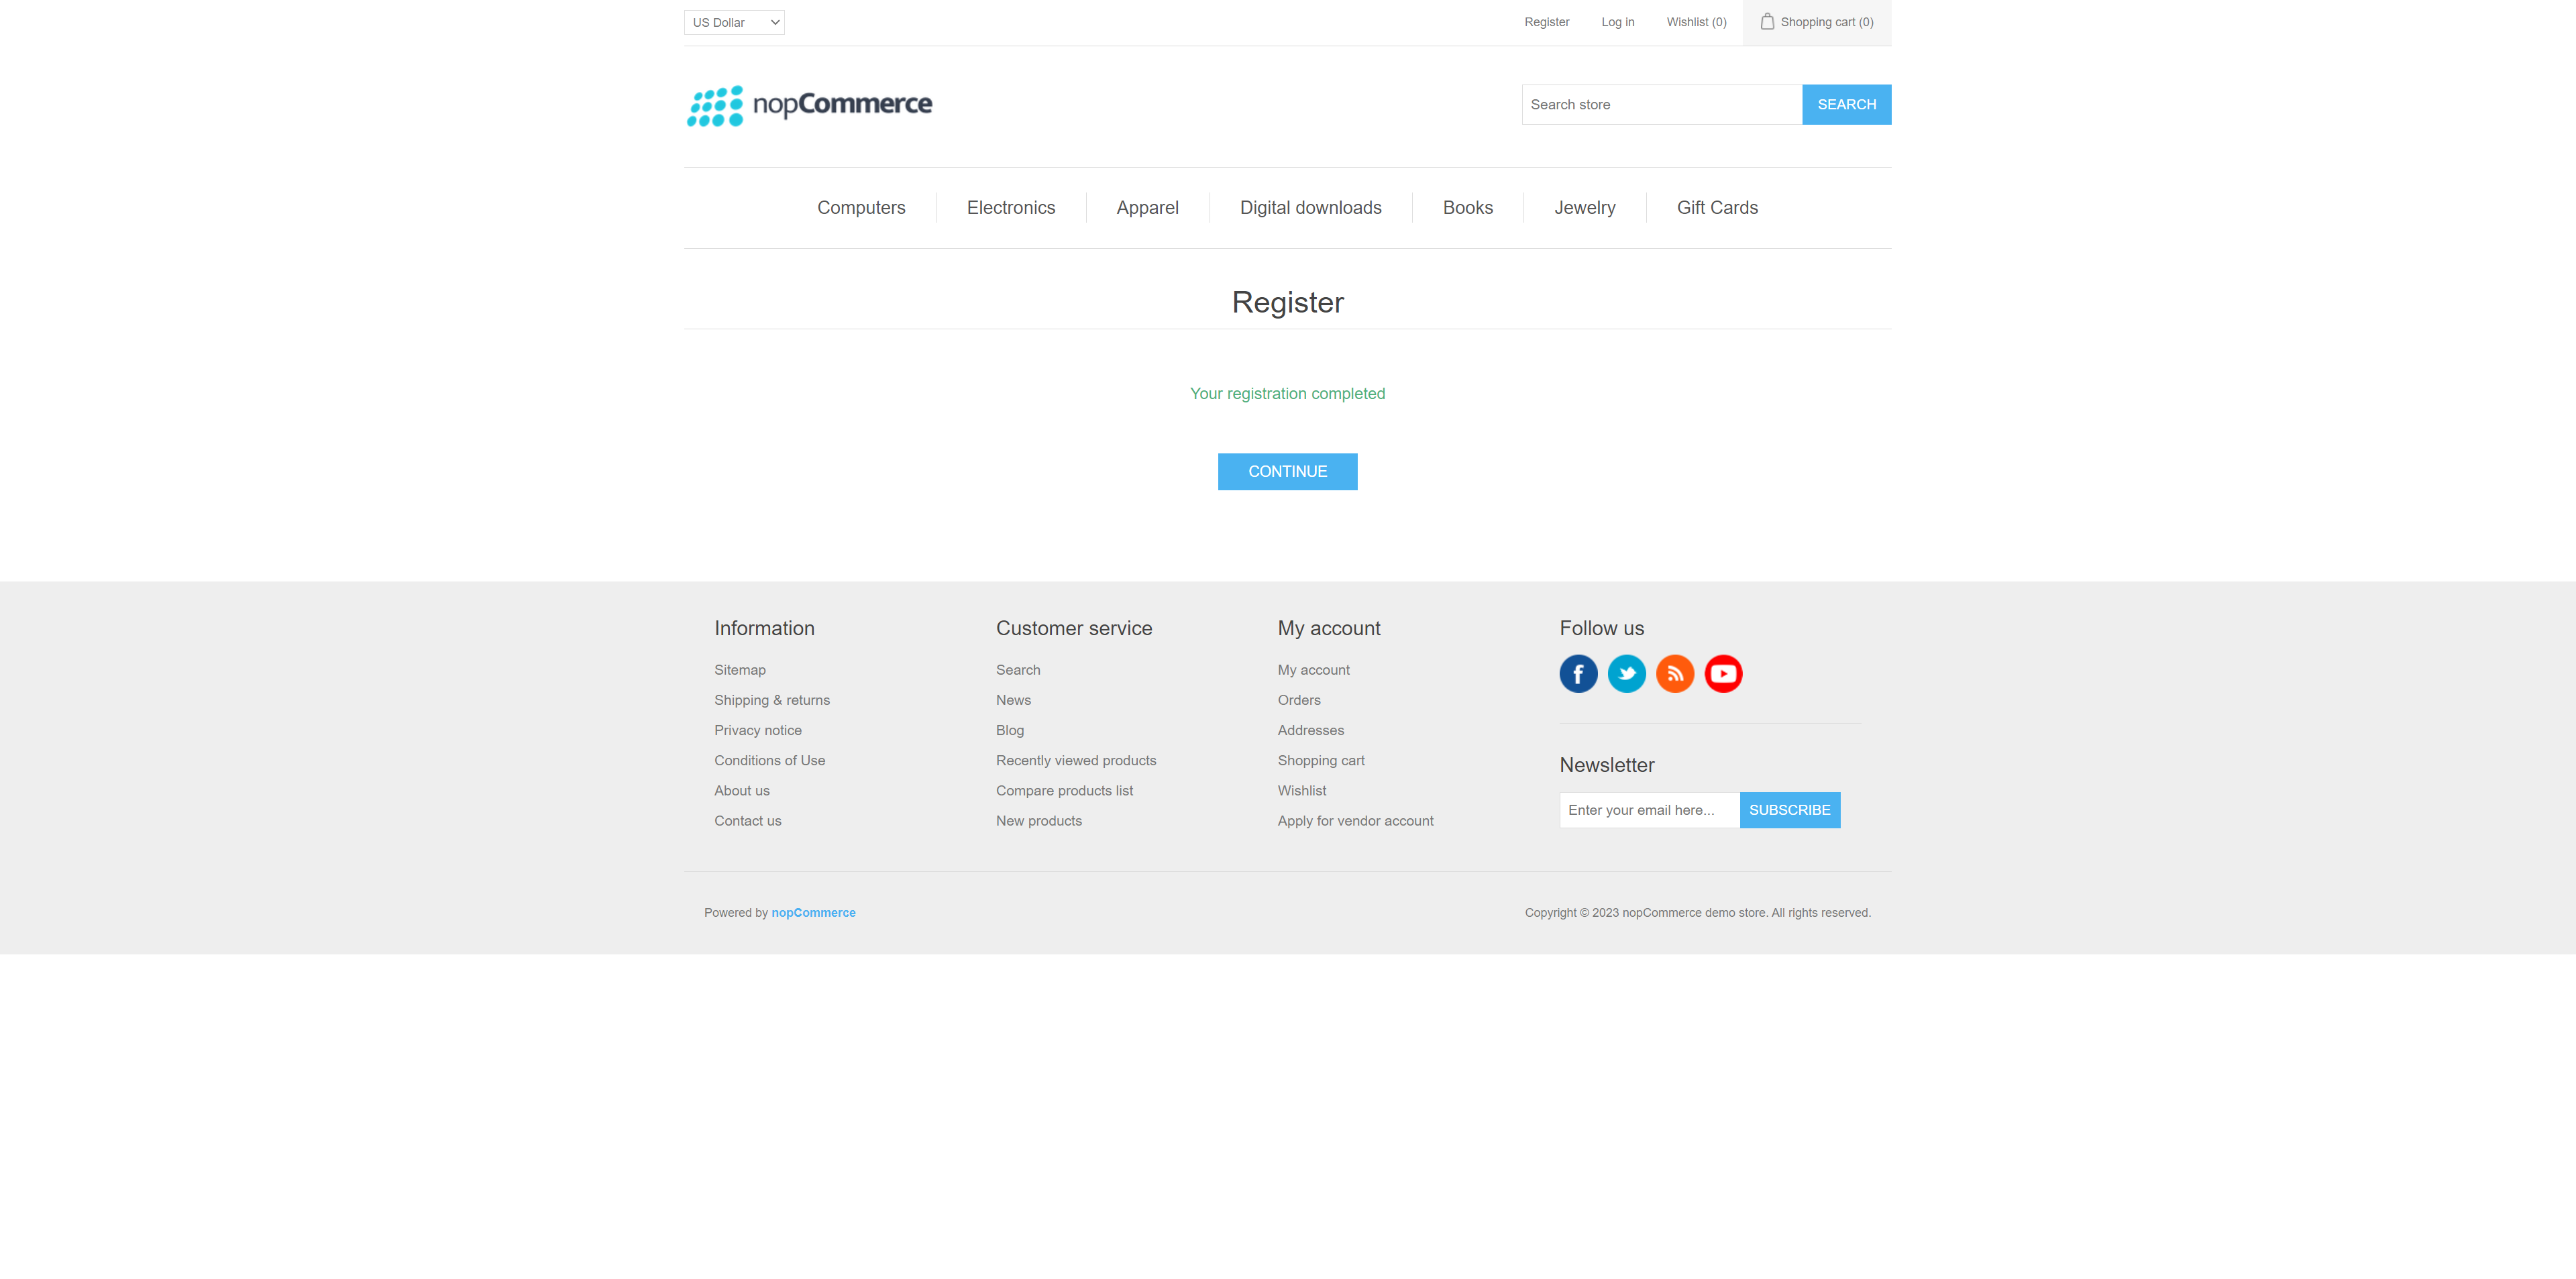 US Dollar
Register
Log in
Wishlist (0)
Shopping cart (0)
nopCommerce
Search store
SEARCH
Computers
Electronics
Apparel
Digital downloads
Books
Jewelry
Gift Cards
Register
Your registration completed
CONTINUE
Information
Sitemap
Shipping & returns
Privacy notice
Conditions of Use
About us
Contact us
Customer service
Search
News
Blog
Recently viewed products
Compare products list
New products
My account
My account
Orders
Addresses
Shopping cart
Wishlist
Apply for vendor account
Follow us
Newsletter
Enter your email here...
SUBSCRIBE
Powered by nopCommerce
Copyright © 2023 nopCommerce demo store. All rights reserved.